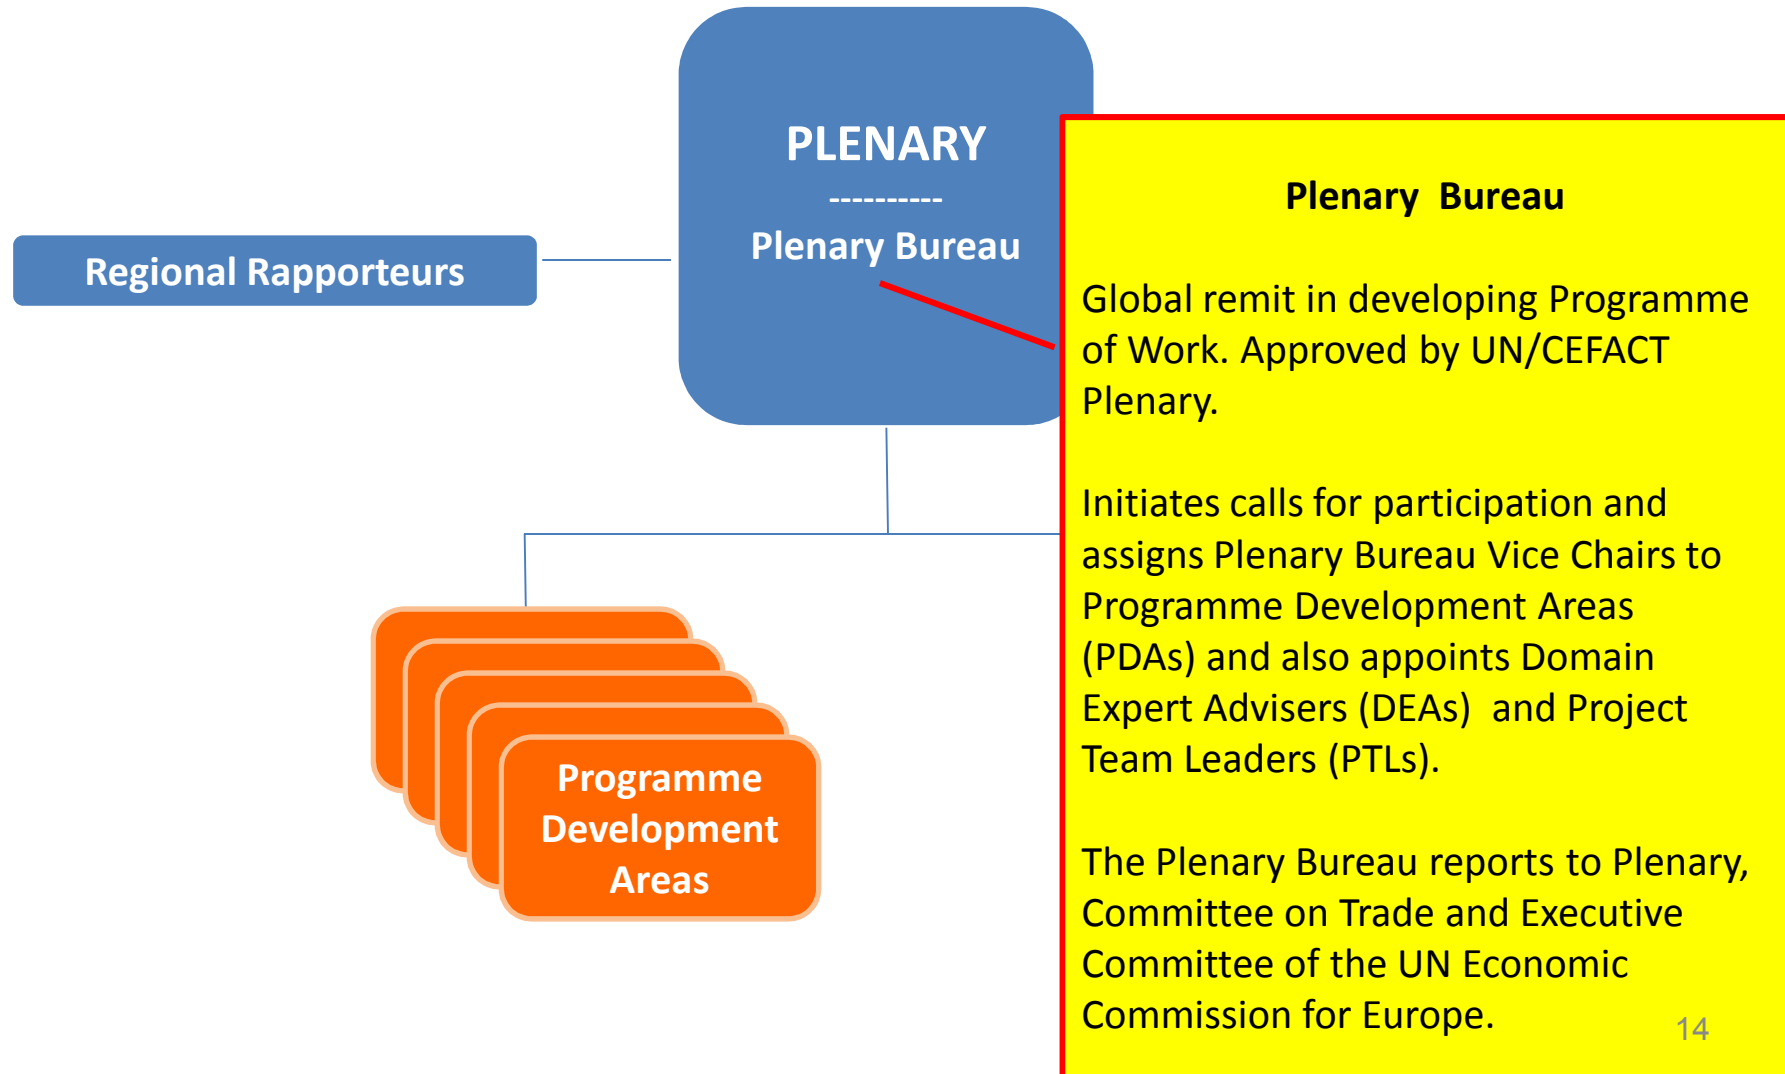 PLENARY
----------
Plenary Bureau
Regional Rapporteurs
Programme
Development
Areas
Plenary  Bureau
Global remit in developing Programme
of Work. Approved by UN/CEFACT
Plenary.
Initiates calls for participation and
assigns Plenary Bureau Vice Chairs to
Programme Development Areas
(PDAs) and also appoints Domain
Expert Advisers (DEAs)  and Project
Team Leaders (PTLs).
The Plenary Bureau reports to Plenary,
Committee on Trade and Executive
Committee of the UN Economic
Commission for Europe.
14